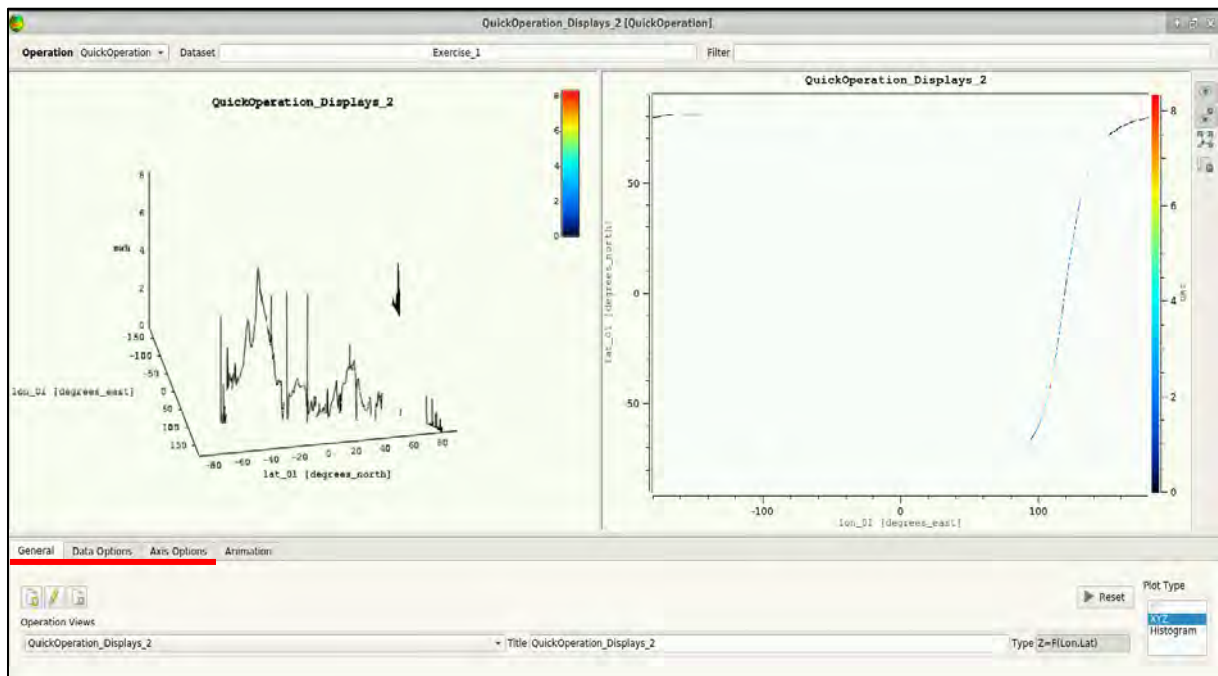 QuickOperation_Displays_2 [QuickOperation]
Operation QuickOperation Dataset Exercise_1 Filter
QuickOperation_Displays_2
8
6
4
2
0
8
6
4
2
0
swh
-150
-100
-50
0
50
100
150
lon_01 [degrees_east]
-80 -60 -40 -20 0 20 40 60 80
lat_01 [degrees_north]
QuickOperation_Displays_2
50
0
-50
lat_01 [degrees_north]
-100 0 100
lon_01 [degrees_east]
8
6
4
2
0
swh
General Data Options Axis Options Animation
Reset
Plot Type
XYZ
Histogram
Operation Views
QuickOperation_Displays_2 Title QuickOperation_Displays_2 Type Z=F(Lon,Lat)